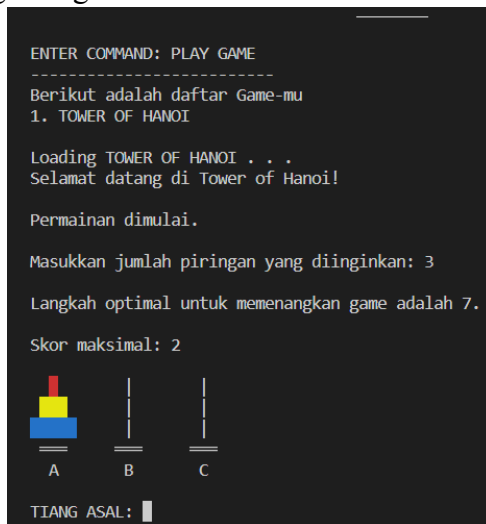 ENTER COMMAND: PLAY GAME
--------------------------
Berikut adalah daftar Game-mu
1. TOWER OF HANOI
Loading TOWER OF HANOI . . .
Selamat datang di Tower of Hanoi!
Permainan dimulai.
Masukkan jumlah piringan yang diinginkan: 3
Langkah optimal untuk memenangkan game adalah 7.
Skor maksimal: 2
A B C
TIANG ASAL: